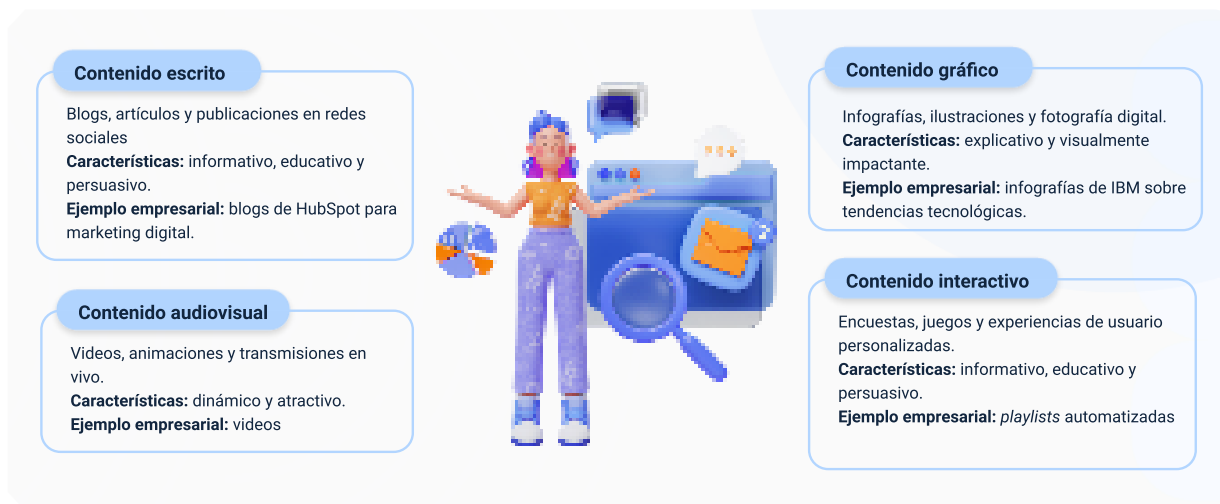 Contenido escrito
Blogs, artículos y publicaciones en redes
sociales
Características: informativo, educativo y
persuasivo.
Ejemplo empresarial: blogs de HubSpot para
marketing digital.
Contenido audiovisual
Videos, animaciones y transmisiones en
vivo.
Características: dinámico y atractivo.
Ejemplo empresarial: videos
Contenido gráfico
Infografías, ilustraciones y fotografía digital.
Características: explicativo y visualmente
impactante.
Ejemplo empresarial: infografías de IBM sobre
tendencias tecnológicas.
Contenido interactivo
Encuestas, juegos y experiencias de usuario
personalizadas.
Características: informativo, educativo y
persuasivo.
Ejemplo empresarial: playlists automatizadas